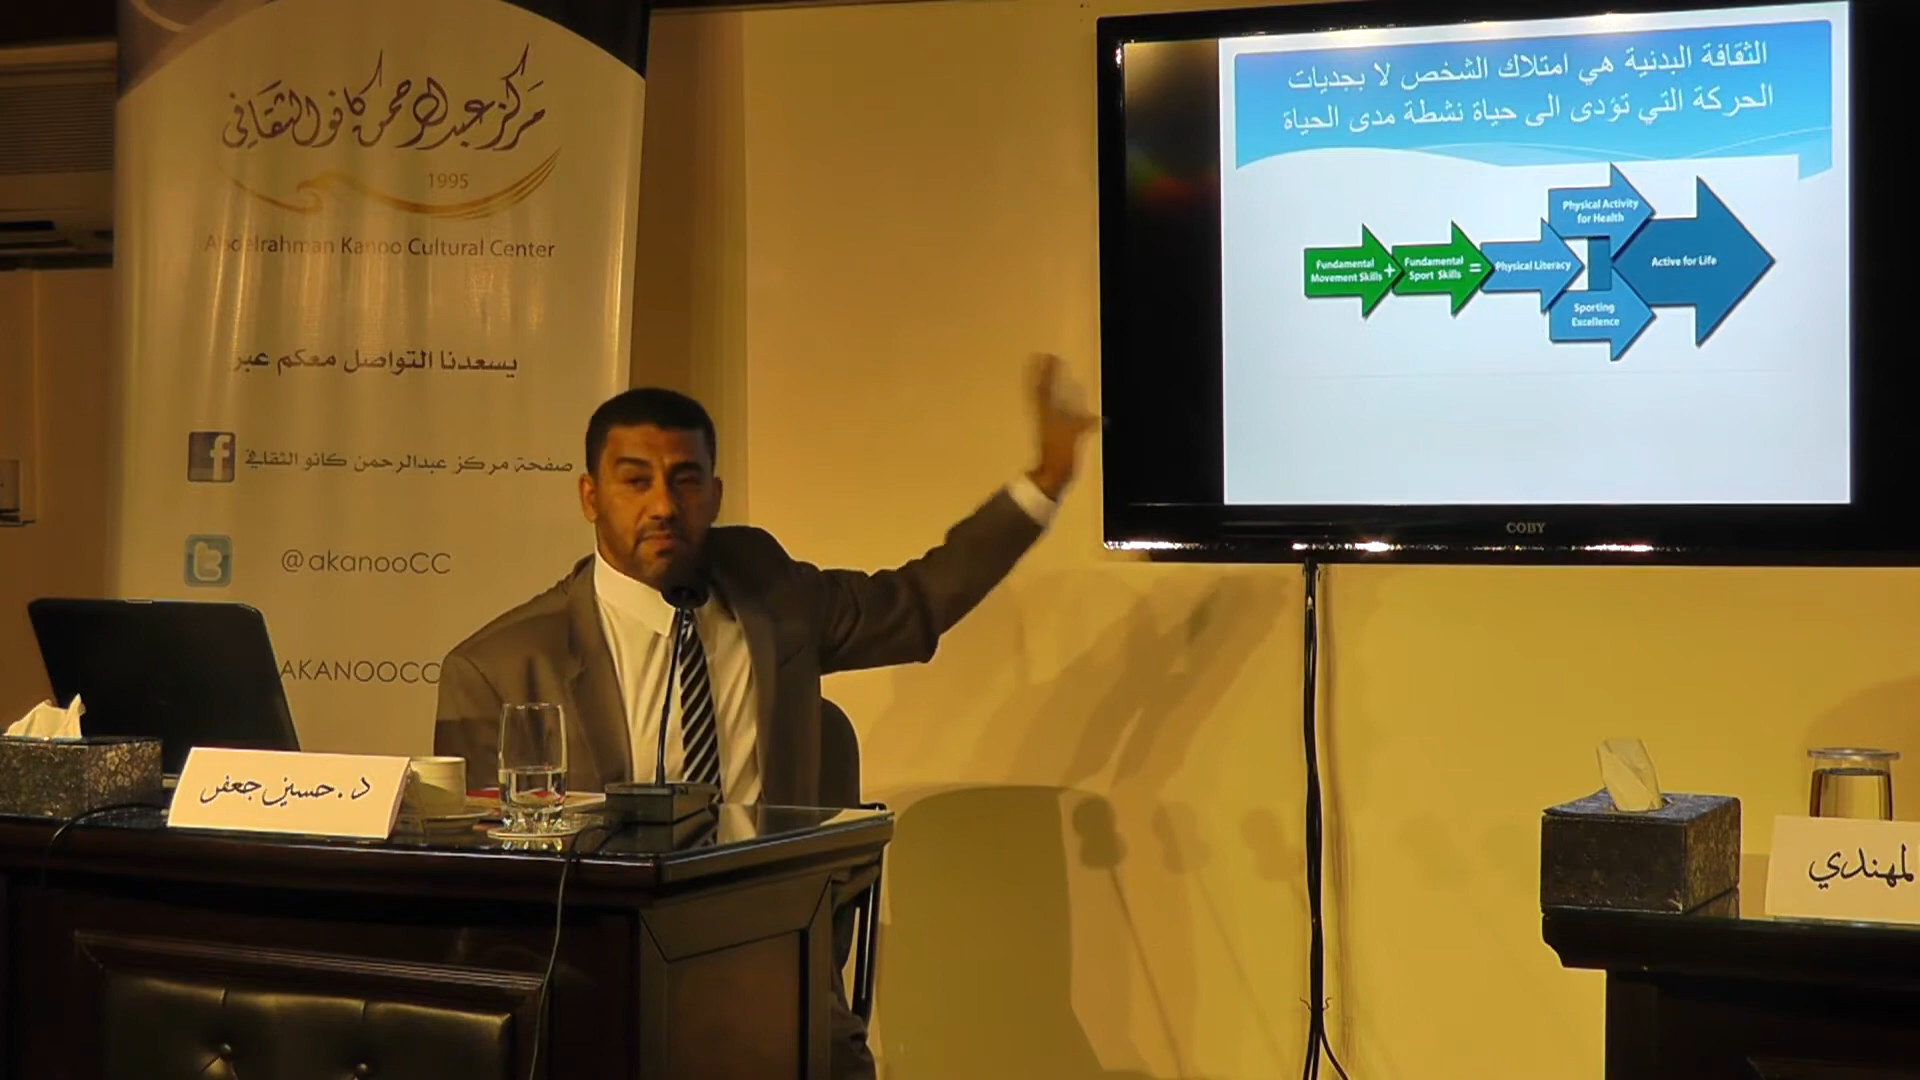 مركز عبدالرحمن كانو الثقافي
1995
Abdelrahman Kanoo Cultural Center
يسعدنا التواصل معكم عبر
f صفحة مركز عبدالرحمن كانو الثقافي
@akanooCC
AKANOOCC
د. حسين جعفر
الثقافة البدنية هي امتلاك الشخص لا بجديات
الحركة التي تؤدى الى حياة نشطة مدى الحياة
Fundamental
Movement Skills
+
Fundamental
Sport Skills
=
Physical Literacy
Physical Activity
for Health
Sporting
Excellence
Active for Life
COBY
لمهندي